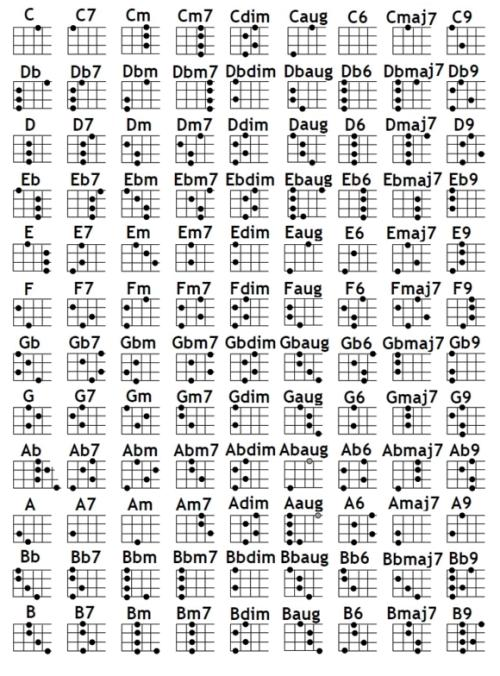 C C7 Cm Cm7 Cdim Caug C6 Cmaj7 C9
Db Db7 Dbm Dbm7 Dbdim Dbaug Db6 Dbmaj7 Db9
D D7 Dm Dm7 Ddim Daug D6 Dmaj7 D9
Eb Eb7 Ebm Ebm7 Ebdim Ebaug Eb6 Ebmaj7 Eb9
E E7 Em Em7 Edim Eaug E6 Emaj7 E9
F F7 Fm Fm7 Fdim Faug F6 Fmaj7 F9
Gb Gb7 Gbm Gbm7 Gbdim Gbaug Gb6 Gbmaj7 Gb9
G G7 Gm Gm7 Gdim Gaug G6 Gmaj7 G9
Ab Ab7 Abm Abm7 Abdim Abaug Ab6 Abmaj7 Ab9
A A7 Am Am7 Adim Aaug A6 Amaj7 A9
Bb Bb7 Bbm Bbm7 Bbdim Bbaug Bb6 Bbmaj7 Bb9
B B7 Bm Bm7 Bdim Baug B6 Bmaj7 B9